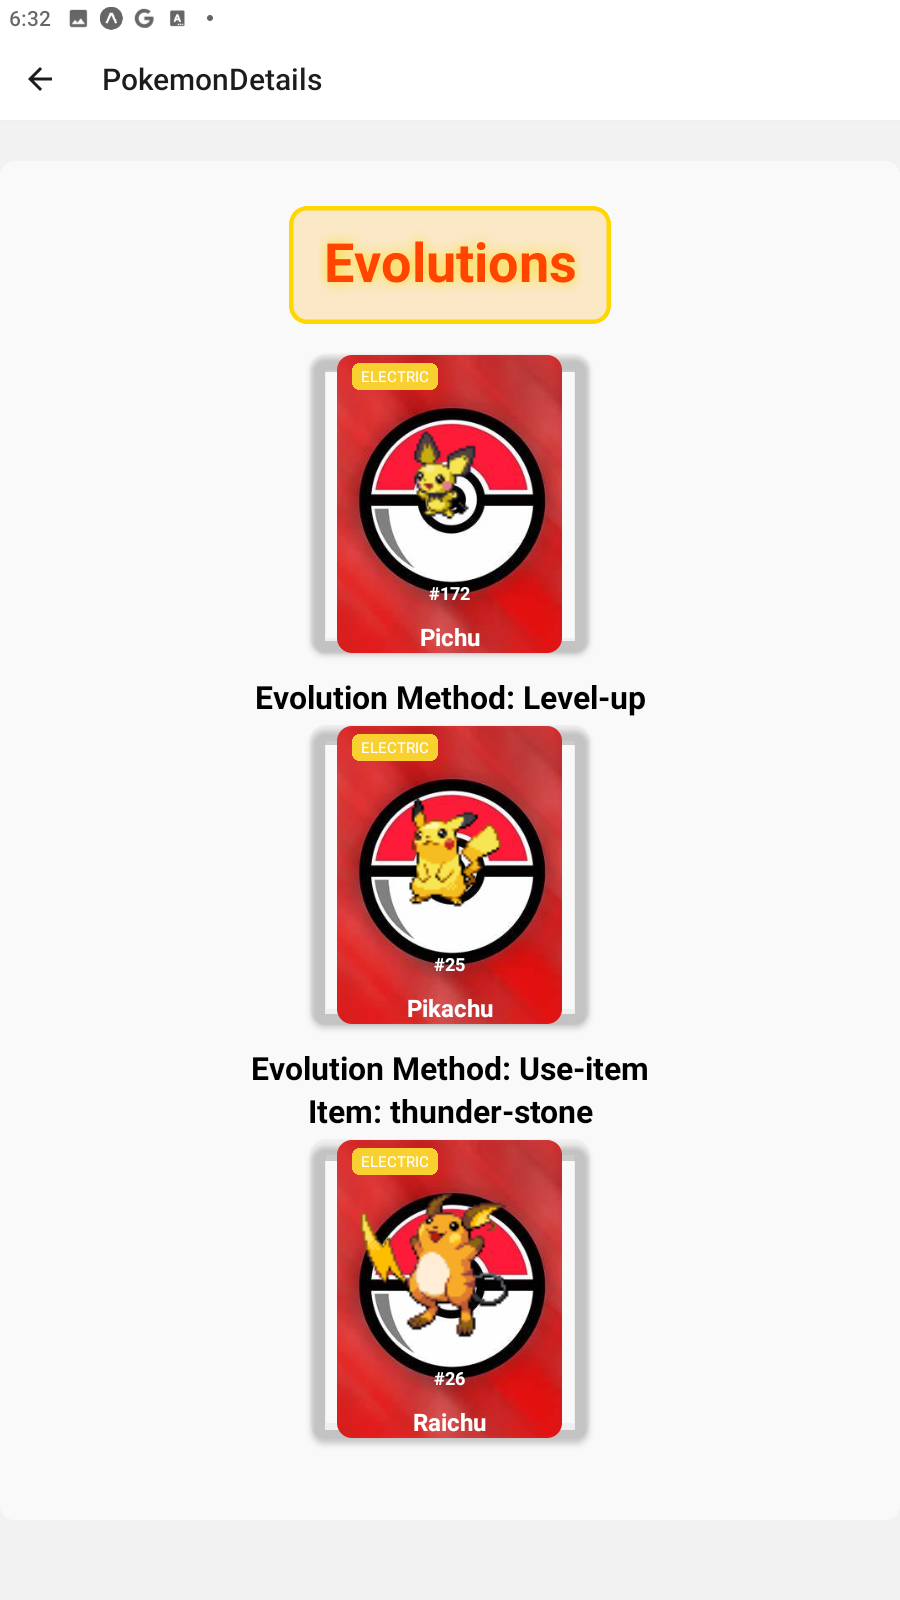 6:32
PokemonDetails
Evolutions
ELECTRIC
#172
Pichu
Evolution Method: Level-up
ELECTRIC
#25
Pikachu
Evolution Method: Use-item
Item: thunder-stone
ELECTRIC
#26
Raichu